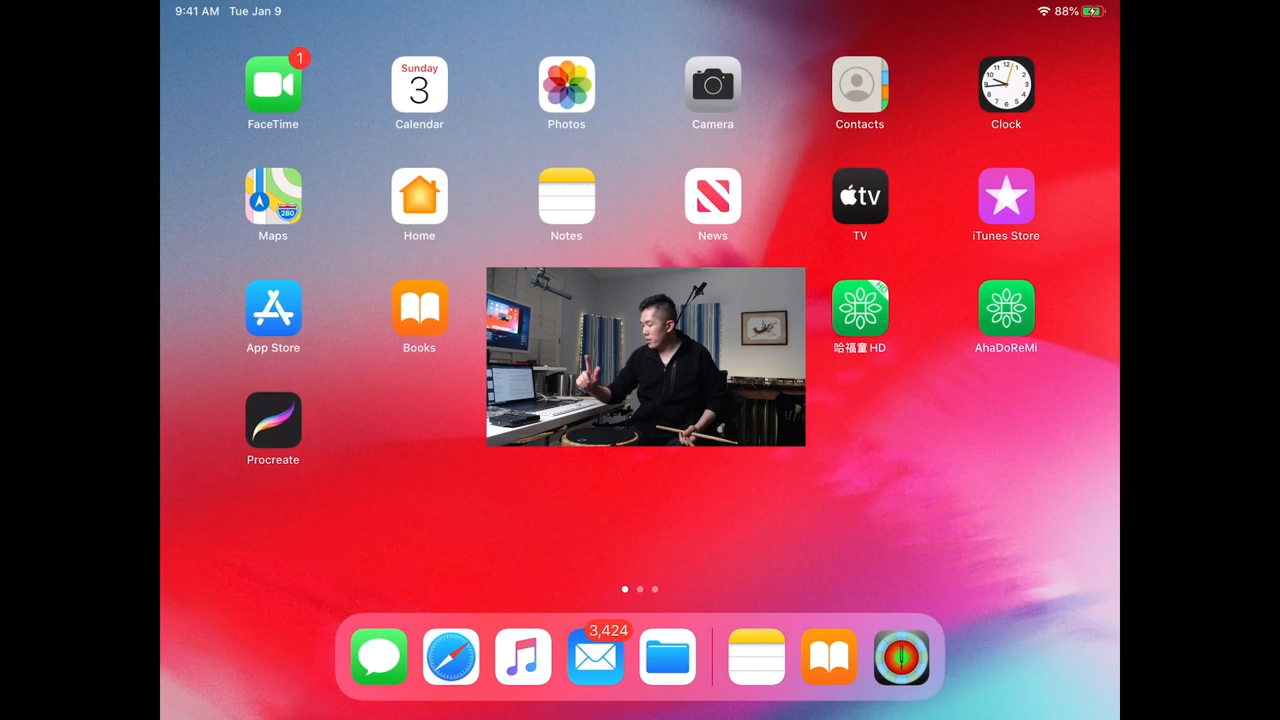 9:41 AM Tue Jan 9
88%
1
Sunday
3
FaceTime
Calendar
Photos
Camera
Contacts
Clock
280
tv
Maps
Home
Notes
News
TV
iTunes Store
HD
App Store
Books
哈福童 HD
AhaDoReMi
Procreate
3,424